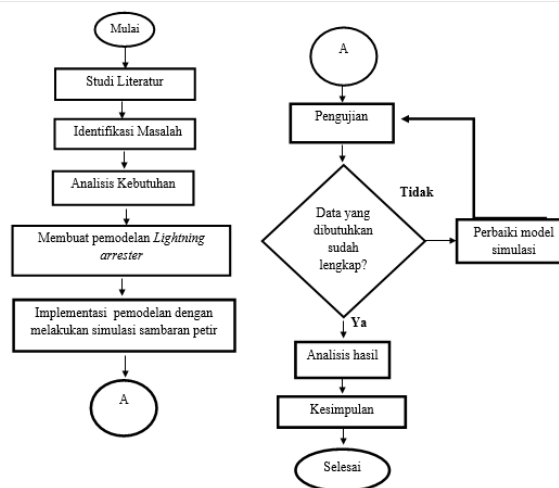 Mulai
Studi Literatur
Identifikasi Masalah
Analisis Kebutuhan
Membuat pemodelan Lightning
arrester
Implementasi pemodelan dengan
melakukan simulasi sambaran petir
A
A
Pengujian
Tidak
Data yang
dibutuhkan
sudah
lengkap?
Perbaiki model
simulasi
Ya
Analisis hasil
Kesimpulan
Selesai